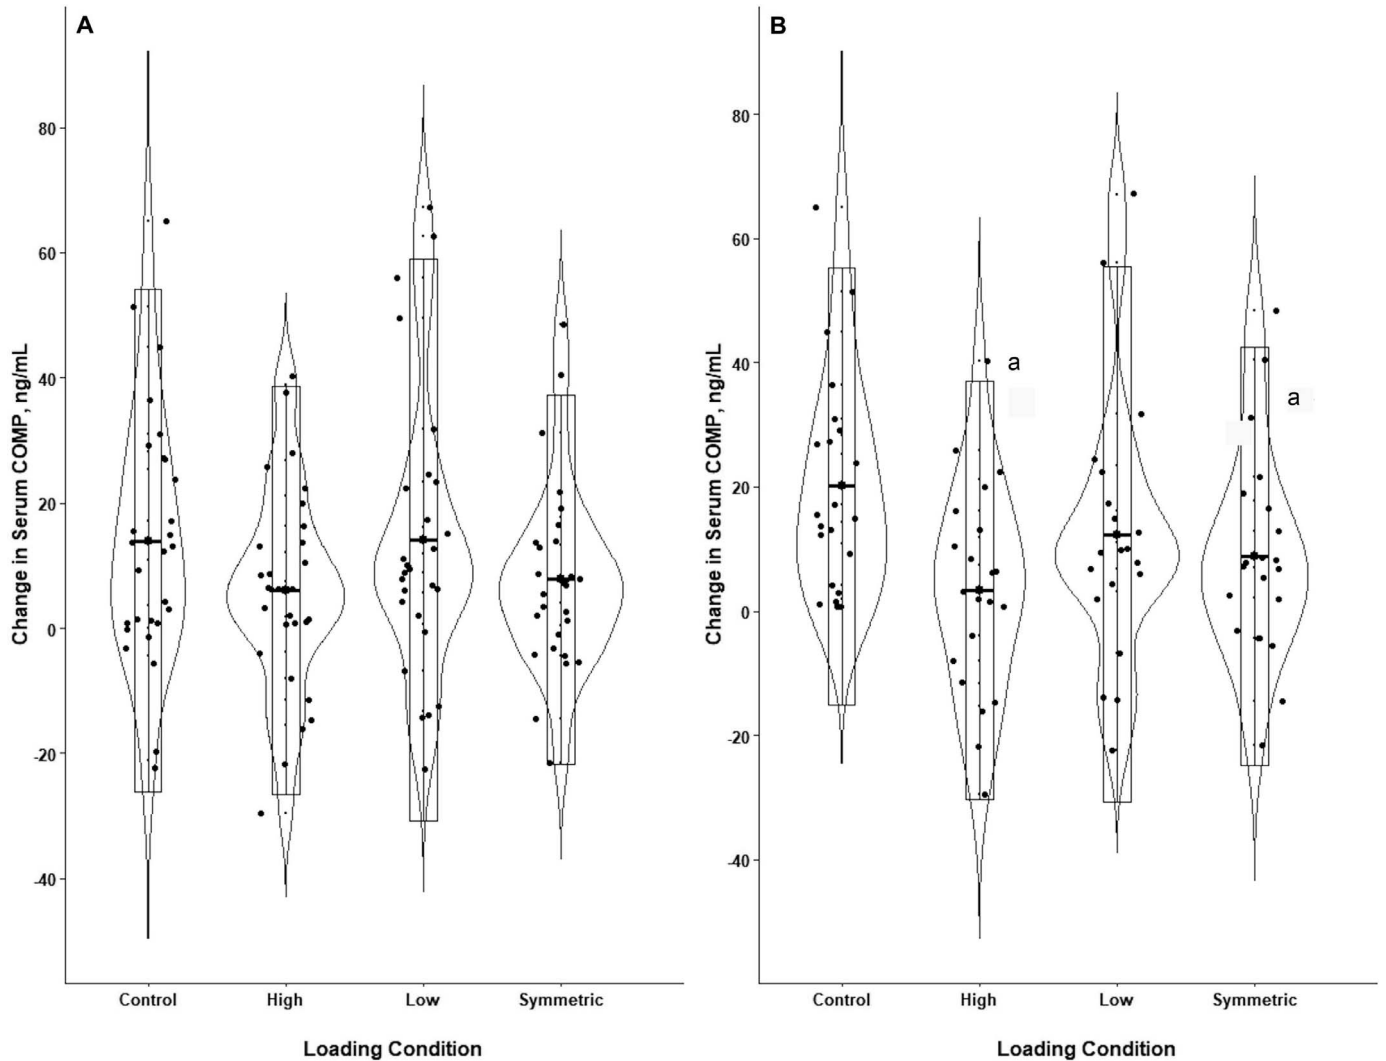 A
Change in Serum COMP, ng/mL
80
60
40
20
0
-20
-40
Control High Low Symmetric
Loading Condition
B
Change in Serum COMP, ng/mL
80
60
40
20
0
-20
-40
a
a
Control High Low Symmetric
Loading Condition